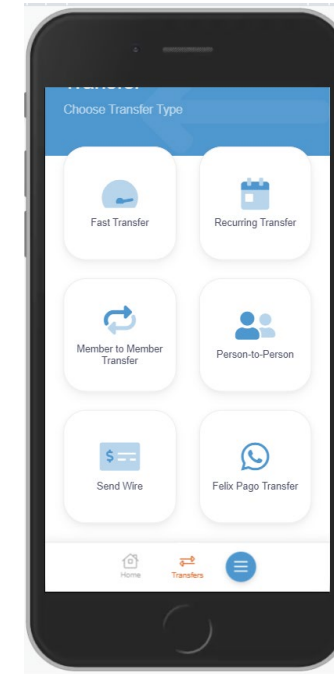 Choose Transfer Type
Fast Transfer
Recurring Transfer
Member to Member
Transfer
Person-to-Person
$
Send Wire
Felix Pago Transfer
Home
Transfers